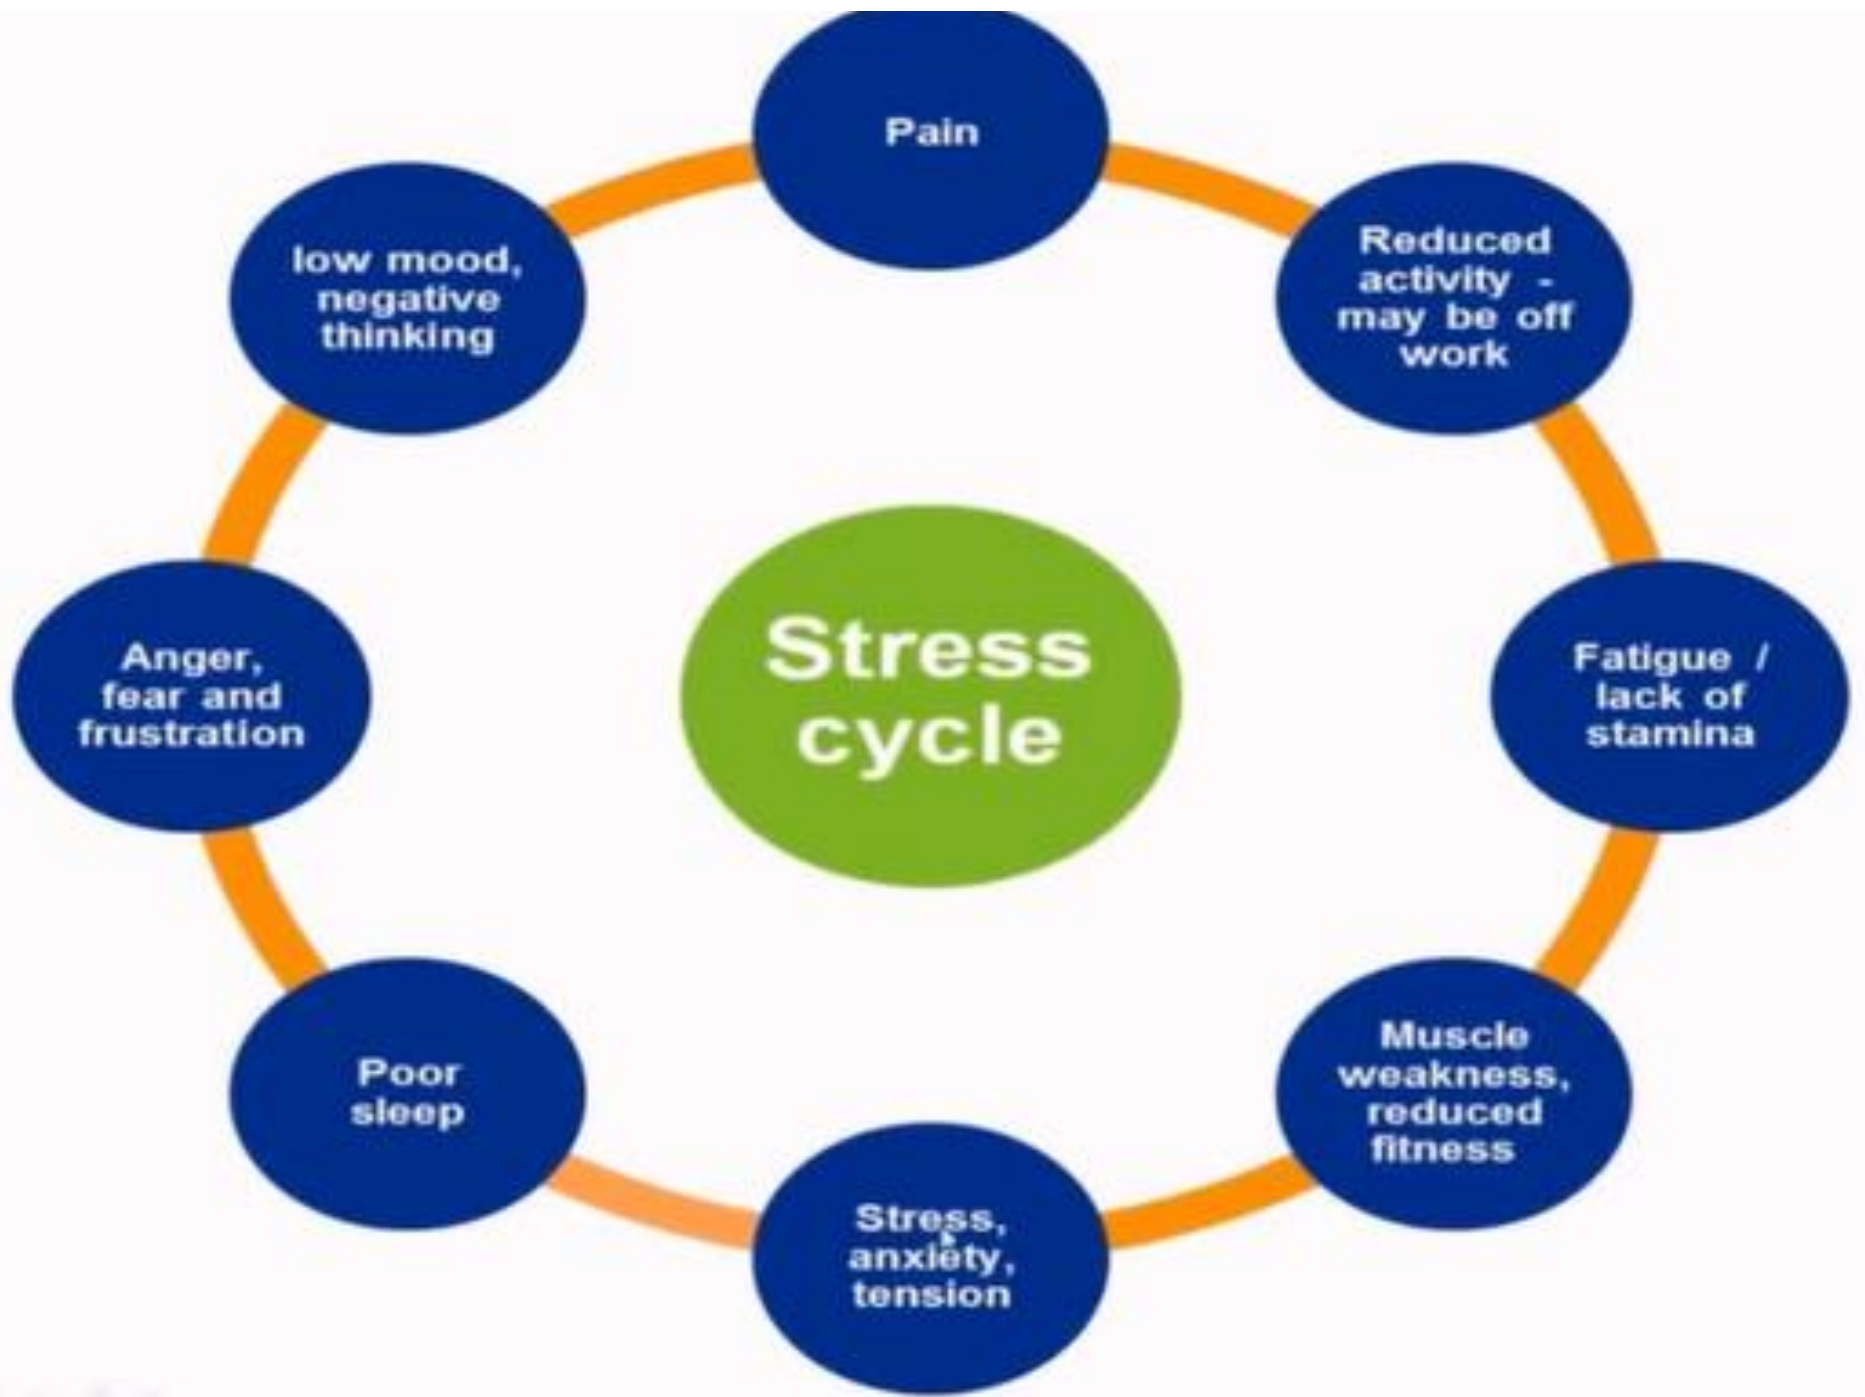 Pain
Reduced
activity -
may be off
work
Fatigue /
lack of
stamina
Muscle
weakness,
reduced
fitness
Stress,
anxiety,
tension
Poor
sleep
Anger,
fear and
frustration
low mood,
negative
thinking
Stress
cycle